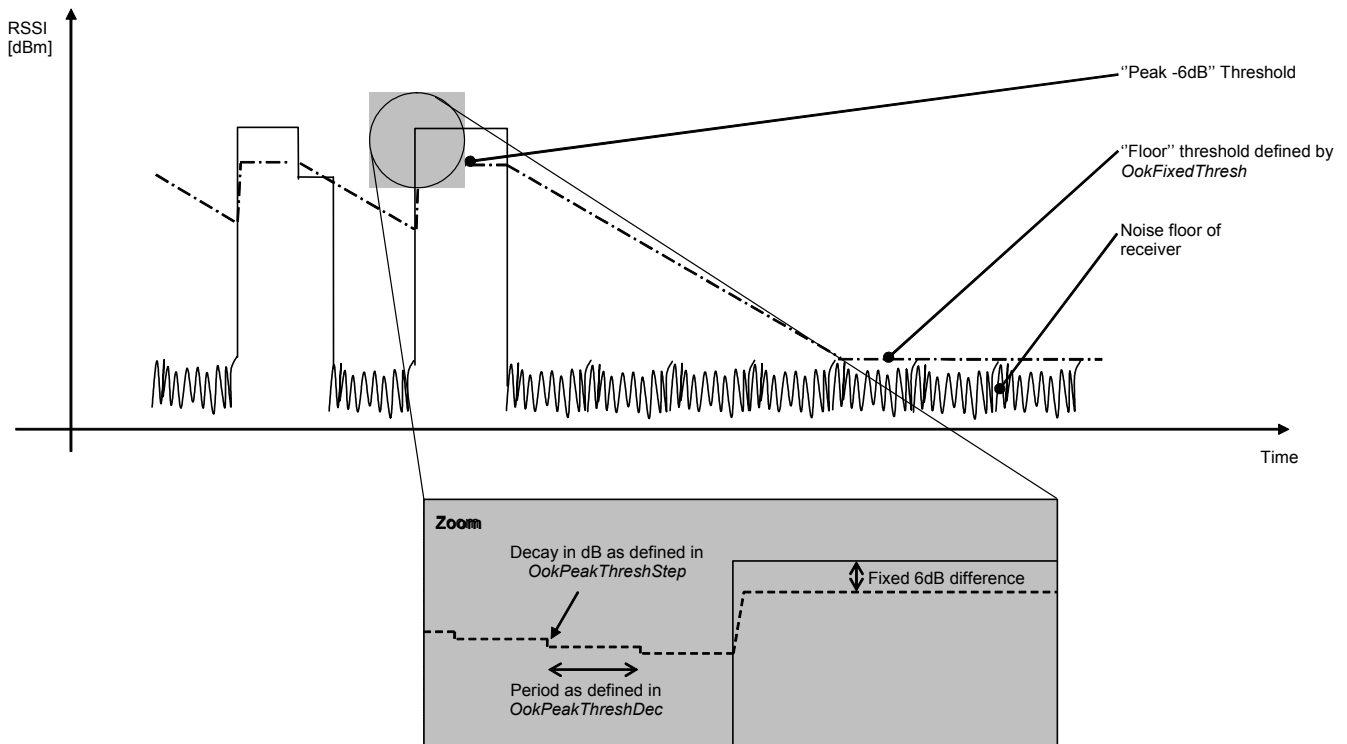 RSSI
[dBm]
‘’Peak -6dB’’ Threshold
‘’Floor’’ threshold defined by
OokFixedThresh
Noise floor of
receiver
Time
Zoom
Decay in dB as defined in
OokPeakThreshStep
Fixed 6dB difference
Period as defined in
OokPeakThreshDec